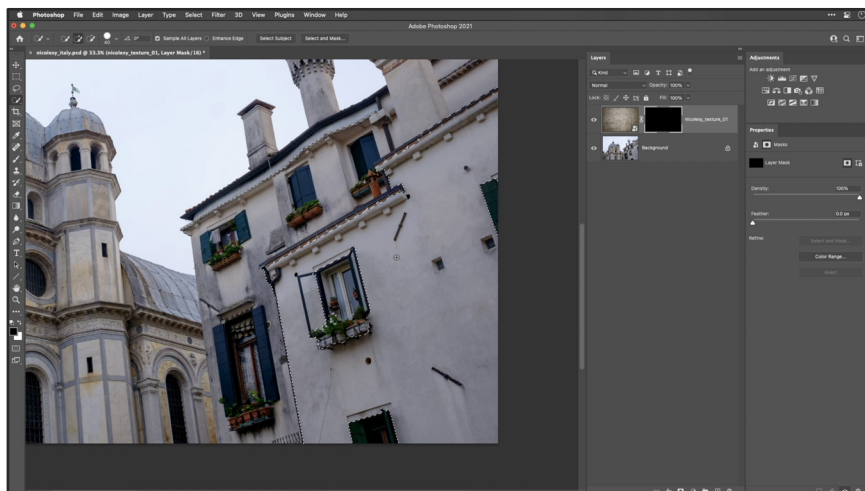 Photoshop File Edit Image Layer Type Select Filter 3D View Plugins Window Help
Adobe Photoshop 2021
60 0° Sample All Layers Enhance Edge Select Subject Select and Mask...
× nicolesy_italy.psd @ 33.3% (nicolesy_texture_01, Layer Mask/16) *
Layers
Kind
Normal Opacity: 100%
Lock: Fill: 100%
nicolesy_texture_01
Background
Adjustments
Add an adjustment
Properties
Masks
Layer Mask
Density: 100%
Feather: 0.0 px
Refine: Select and Mask...
Color Range...
Invert